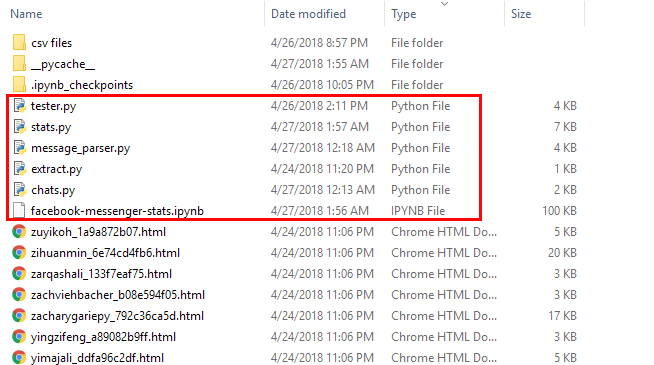 Name Date modified Type Size
csv files 4/26/2018 8:57 PM File folder
__pycache__ 4/27/2018 1:55 AM File folder
.ipynb_checkpoints 4/26/2018 10:05 PM File folder
tester.py 4/26/2018 2:11 PM Python File 4 KB
stats.py 4/27/2018 1:57 AM Python File 7 KB
message_parser.py 4/27/2018 12:18 AM Python File 4 KB
extract.py 4/24/2018 11:20 PM Python File 1 KB
chats.py 4/27/2018 12:13 AM Python File 2 KB
facebook-messenger-stats.ipynb 4/27/2018 1:56 AM IPYNB File 100 KB
zuyikoh_1a9a872b07.html 4/24/2018 11:06 PM Chrome HTML Do... 5 KB
zihuanmin_6e74cd4fb6.html 4/24/2018 11:06 PM Chrome HTML Do... 20 KB
zarqashali_133f7eaf75.html 4/24/2018 11:06 PM Chrome HTML Do... 3 KB
zachviehbacher_b08e594f05.html 4/24/2018 11:06 PM Chrome HTML Do... 3 KB
zacharygariepy_792c36ca5d.html 4/24/2018 11:06 PM Chrome HTML Do... 17 KB
yingzifeng_a89082b9ff.html 4/24/2018 11:06 PM Chrome HTML Do... 3 KB
yimajali_ddfa96c2df.html 4/24/2018 11:06 PM Chrome HTML Do... 5 KB